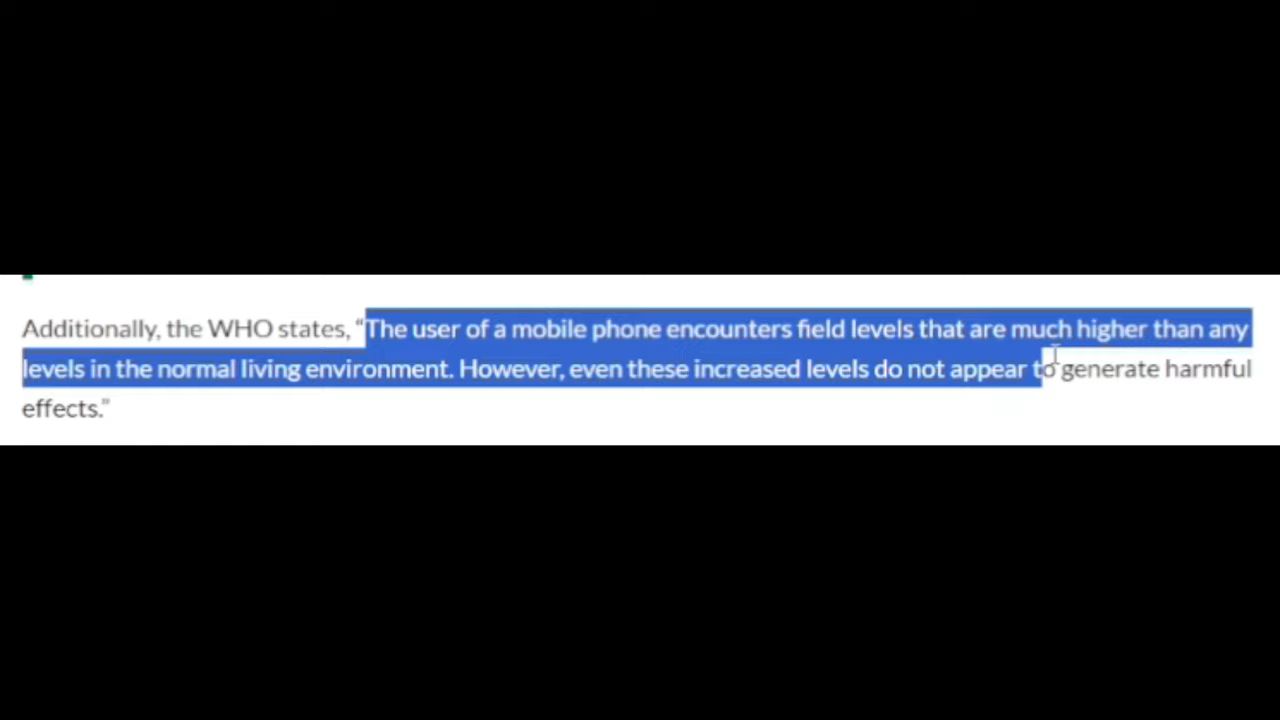 Additionally, the WHO states, “The user of a mobile phone encounters field levels that are much higher than any
levels in the normal living environment. However, even these increased levels do not appear to generate harmful
effects.”